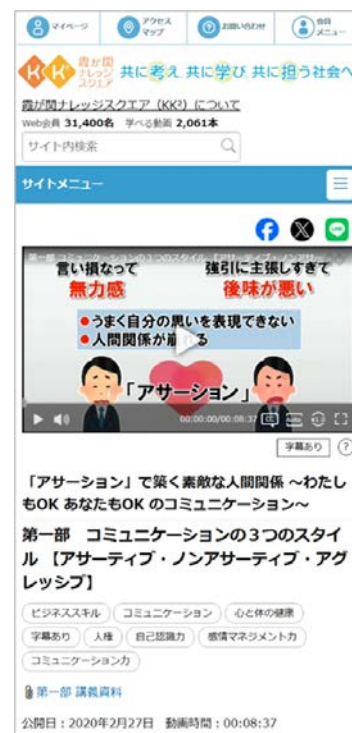 マイページ
アクセス
マップ
お問い合わせ
会員
メニュー
KK² 霞が関
ナレッジ
スクエア
共に考え 共に学び 共に担う社会へ
霞が関ナレッジスクエア（KK²）について
Web会員 31,400名 学べる動画 2,061本
サイト内検索
サイトメニュー
言い損なって
無力感
強引に主張しすぎて
後味が悪い
●うまく自分の思いを表現できない
●人間関係が崩れる
「アサーション」
00:00:00/00:08:37
字幕あり ?
「アサーション」で築く素敵な人間関係 ～わたし
もOK あなたもOK のコミュニケーション～
第一部 コミュニケーションの３つのスタイ
ル 【アサーティブ・ノンアサーティブ・アグ
レッシブ】
ビジネススキル コミュニケーション 心と体の健康
字幕あり 人権 自己認識力 感情マネジメント力
コミュニケーション力
第一部 講義資料
公開日：2020年2月27日 動画時間：00:08:37